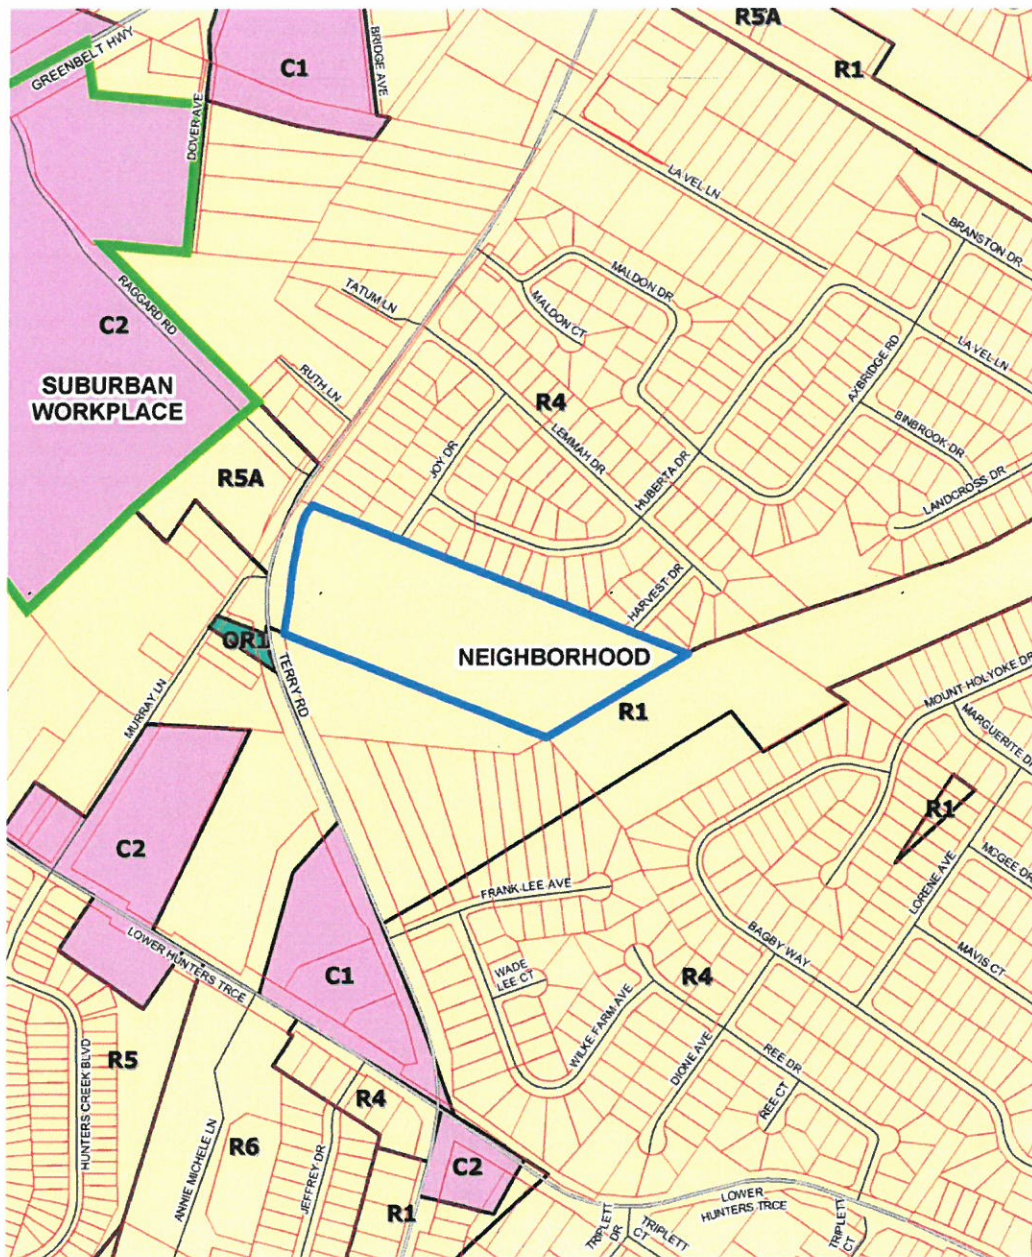 R5A
BRIDGE AVE
GREENBELT HWY
C1
R1
DOVER AVE
LA VEL LN
BRANSTON DR
MALDON DR
RAGGARD RD
TATUM LN
MALDON CT
C2
LA VEL LN
AXBRIDGE RD
RUTH LN
SUBURBAN
WORKPLACE
R4
BINBROOK DR
LEMMAH DR
JOY DR
HUBERTA DR
R5A
LANDCROSS DR
HARVEST DR
OR1
NEIGHBORHOOD
TERRY RD
MOUNT HOLYOKE DR
MURRAY LN
R1
MARGUERITE DR
R1
C2
MCGEE DR
FRANK LEE AVE
LORENE AVE
BAGBY WAY
LOWER HUNTERS TRCE
MAVIS CT
C1
WADE
LEE CT
R4
WILKE FARM AVE
DIONE AVE
REE DR
HUNTERS CREEK BLVD
R5
R4
REE CT
ANNIE MICHELE LN
R6
JEFFREY DR
C2
R1
LOWER
HUNTERS TRCE
TRIPLETT
DR
TRIPLETT
CT
TRIPLETT
CT